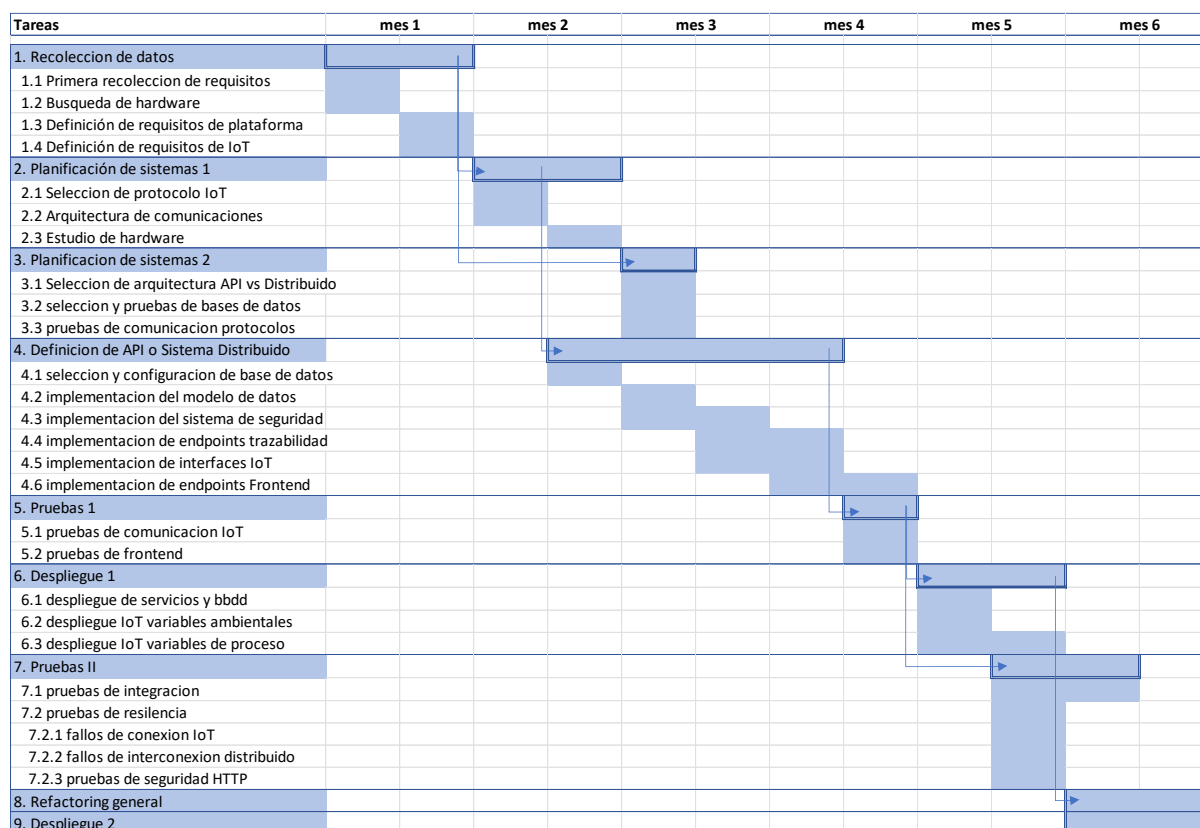 Tareas mes 1 mes 2 mes 3 mes 4 mes 5 mes 6
1. Recoleccion de datos
1.1 Primera recoleccion de requisitos
1.2 Busqueda de hardware
1.3 Definición de requisitos de plataforma
1.4 Definición de requisitos de IoT
2. Planificación de sistemas 1
2.1 Seleccion de protocolo IoT
2.2 Arquitectura de comunicaciones
2.3 Estudio de hardware
3. Planificacion de sistemas 2
3.1 Seleccion de arquitectura API vs Distribuido
3.2 seleccion y pruebas de bases de datos
3.3 pruebas de comunicacion protocolos
4. Definicion de API o Sistema Distribuido
4.1 seleccion y configuracion de base de datos
4.2 implementacion del modelo de datos
4.3 implementacion del sistema de seguridad
4.4 implementacion de endpoints trazabilidad
4.5 implementacion de interfaces IoT
4.6 implementacion de endpoints Frontend
5. Pruebas 1
5.1 pruebas de comunicacion IoT
5.2 pruebas de frontend
6. Despliegue 1
6.1 despliegue de servicios y bbdd
6.2 despliegue IoT variables ambientales
6.3 despliegue IoT variables de proceso
7. Pruebas II
7.1 pruebas de integracion
7.2 pruebas de resilencia
7.2.1 fallos de conexion IoT
7.2.2 fallos de interconexion distribuido
7.2.3 pruebas de seguridad HTTP
8. Refactoring general
9. Despliegue 2